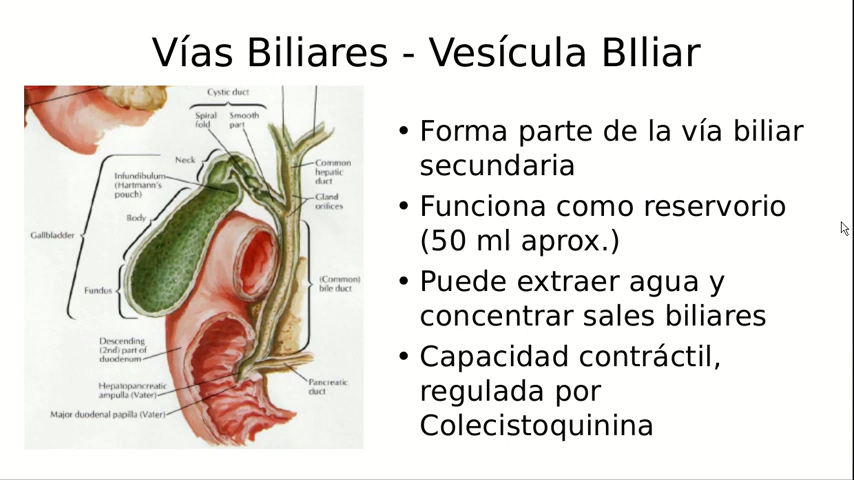 Vías Biliares - Vesícula BIliar
Cystic duct
Spiral
fold
Smooth
part
Neck
Infundibulum
(Hartmann's
pouch)
Body
Gallbladder
Fundus
Common
hepatic
duct
Gland
orifices
(Common)
bile duct
Descending
(2nd) part of
duodenum
Hepatopancreatic
ampulla (Vater)
Major duodenal papilla (Vater)
Pancreatic
duct
• Forma parte de la vía biliar
secundaria
• Funciona como reservorio
(50 ml aprox.)
• Puede extraer agua y
concentrar sales biliares
• Capacidad contráctil,
regulada por
Colecistoquinina